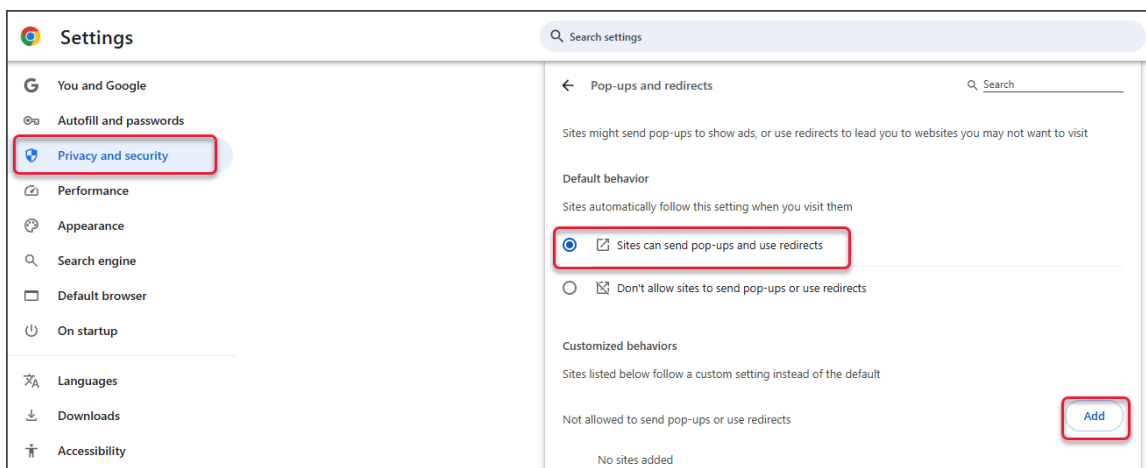 Settings
Search settings
You and Google
Autofill and passwords
Privacy and security
Performance
Appearance
Search engine
Default browser
On startup
Languages
Downloads
Accessibility
Pop-ups and redirects
Search
Sites might send pop-ups to show ads, or use redirects to lead you to websites you may not want to visit
Default behavior
Sites automatically follow this setting when you visit them
Sites can send pop-ups and use redirects
Don't allow sites to send pop-ups or use redirects
Customized behaviors
Sites listed below follow a custom setting instead of the default
Not allowed to send pop-ups or use redirects
Add
No sites added